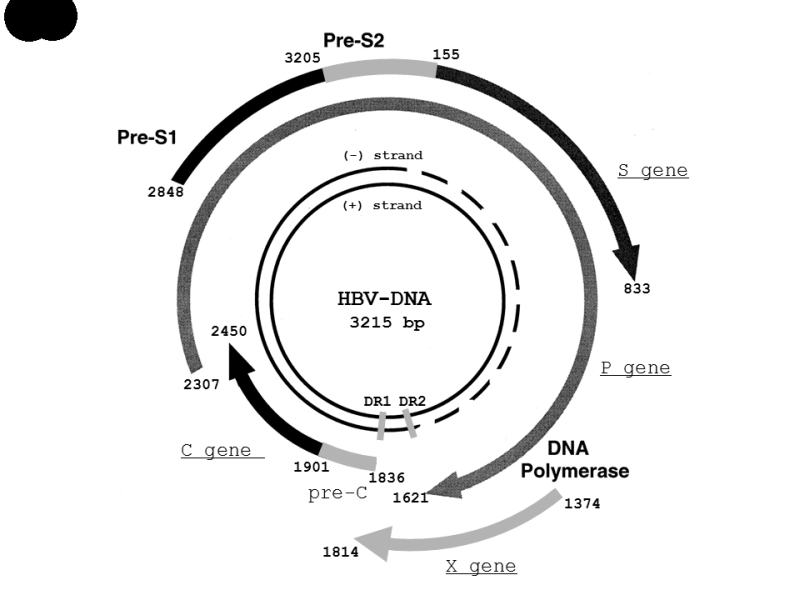 Pre-S2
3205
155
Pre-S1
2848
(-) strand
S gene
(+) strand
833
HBV-DNA
3215 bp
2450
2307
P gene
DR1 DR2
C gene
1901
1836
pre-C
DNA
Polymerase
1621
1374
1814
X gene